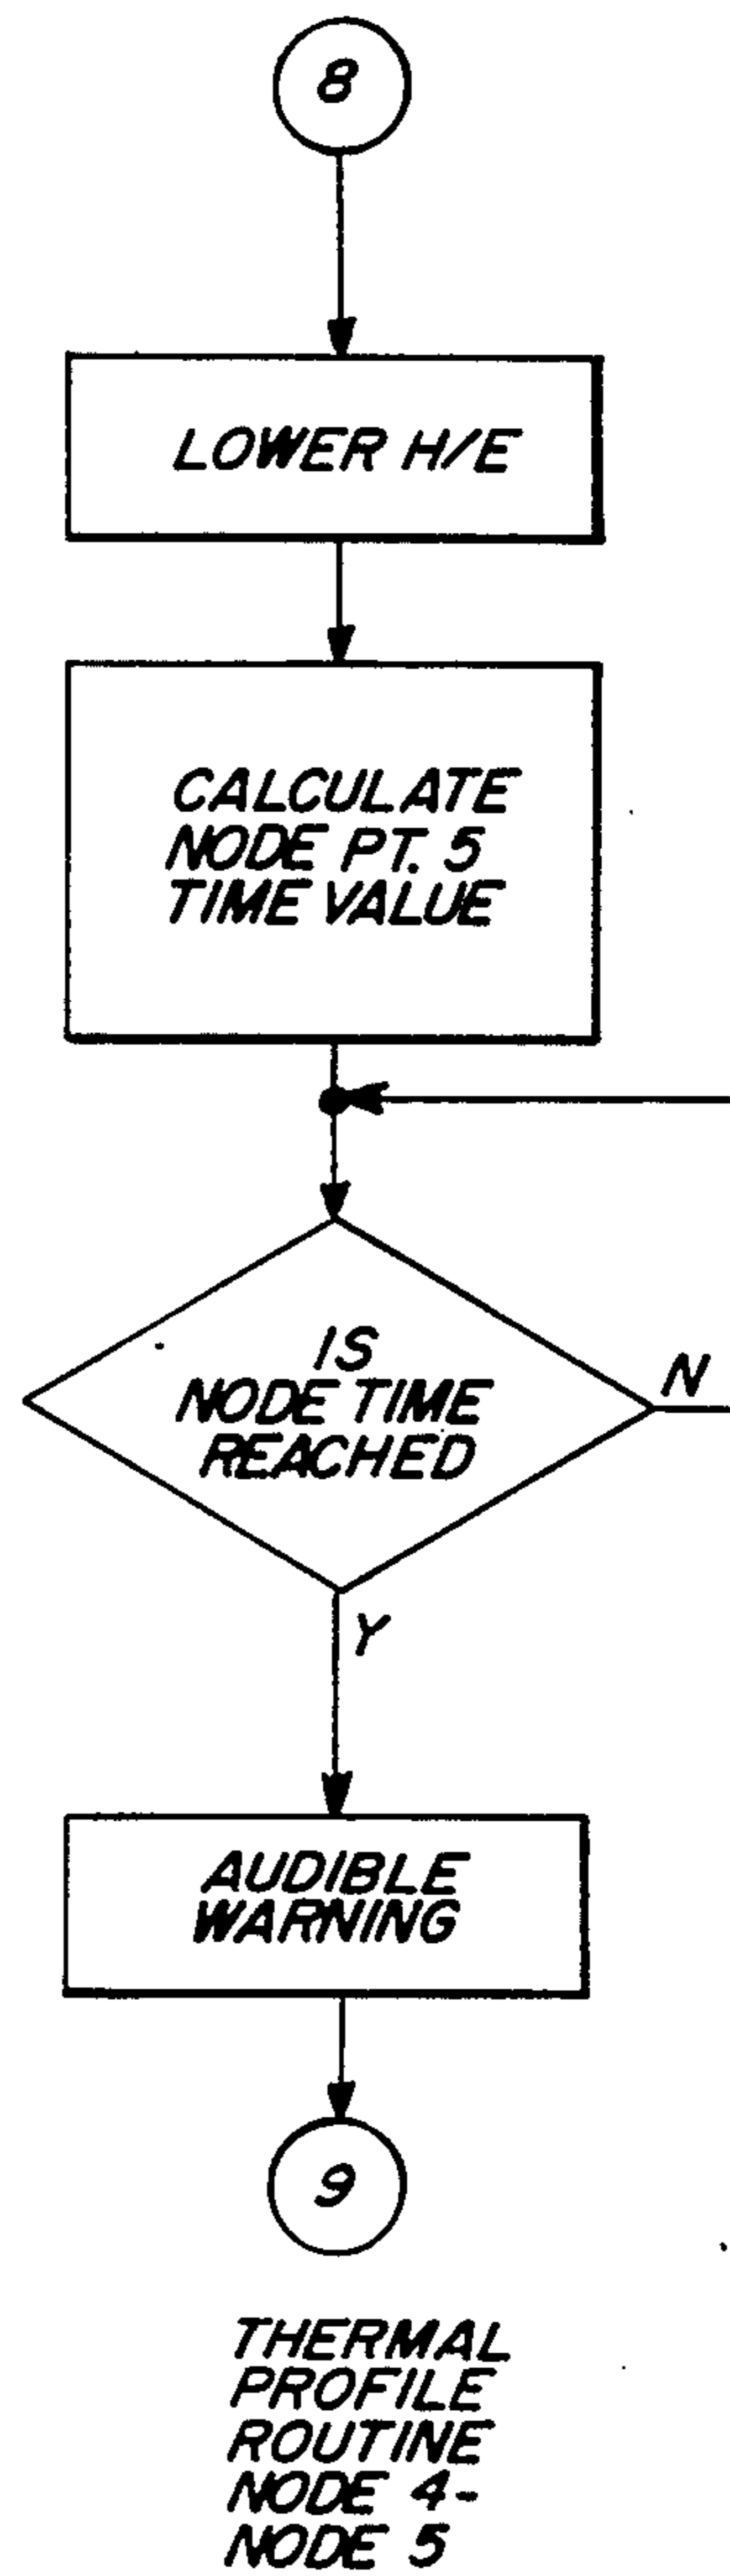 8
LOWER H/E
CALCULATE
NODE PT. 5
TIME VALUE
IS
NODE TIME
REACHED
N
Y
AUDIBLE
WARNING
9
THERMAL
PROFILE
ROUTINE
NODE 4-
NODE 5